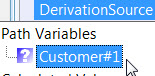 DerivationSource
Path Variables
Customer#1